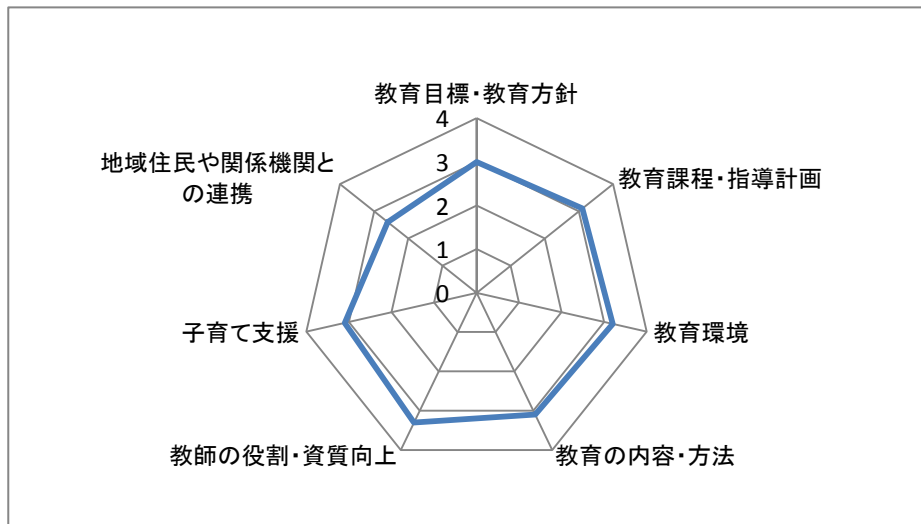 教育目標・教育方針
4
地域住民や関係機関と
の連携
3
教育課程・指導計画
2
1
0
子育て支援
教育環境
教師の役割・資質向上
教育の内容・方法